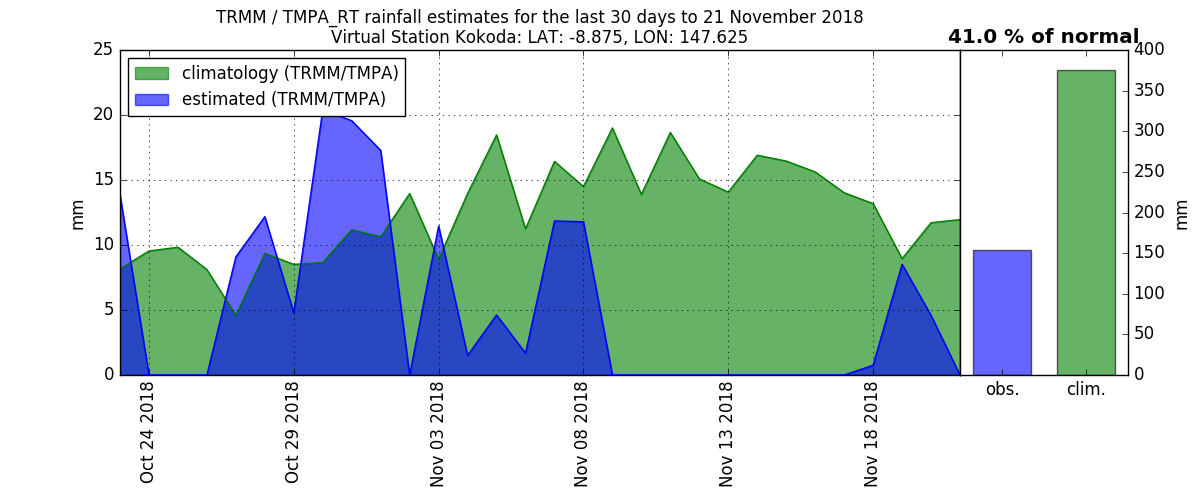 TRMM / TMPA_RT rainfall estimates for the last 30 days to 21 November 2018
Virtual Station Kokoda: LAT: -8.875, LON: 147.625
41.0 % of normal
climatology (TRMM/TMPA)
estimated (TRMM/TMPA)
25
20
15
10
5
0
mm
Oct 24 2018
Oct 29 2018
Nov 03 2018
Nov 08 2018
Nov 13 2018
Nov 18 2018
400
350
300
250
200
150
100
50
0
mm
obs.
clim.